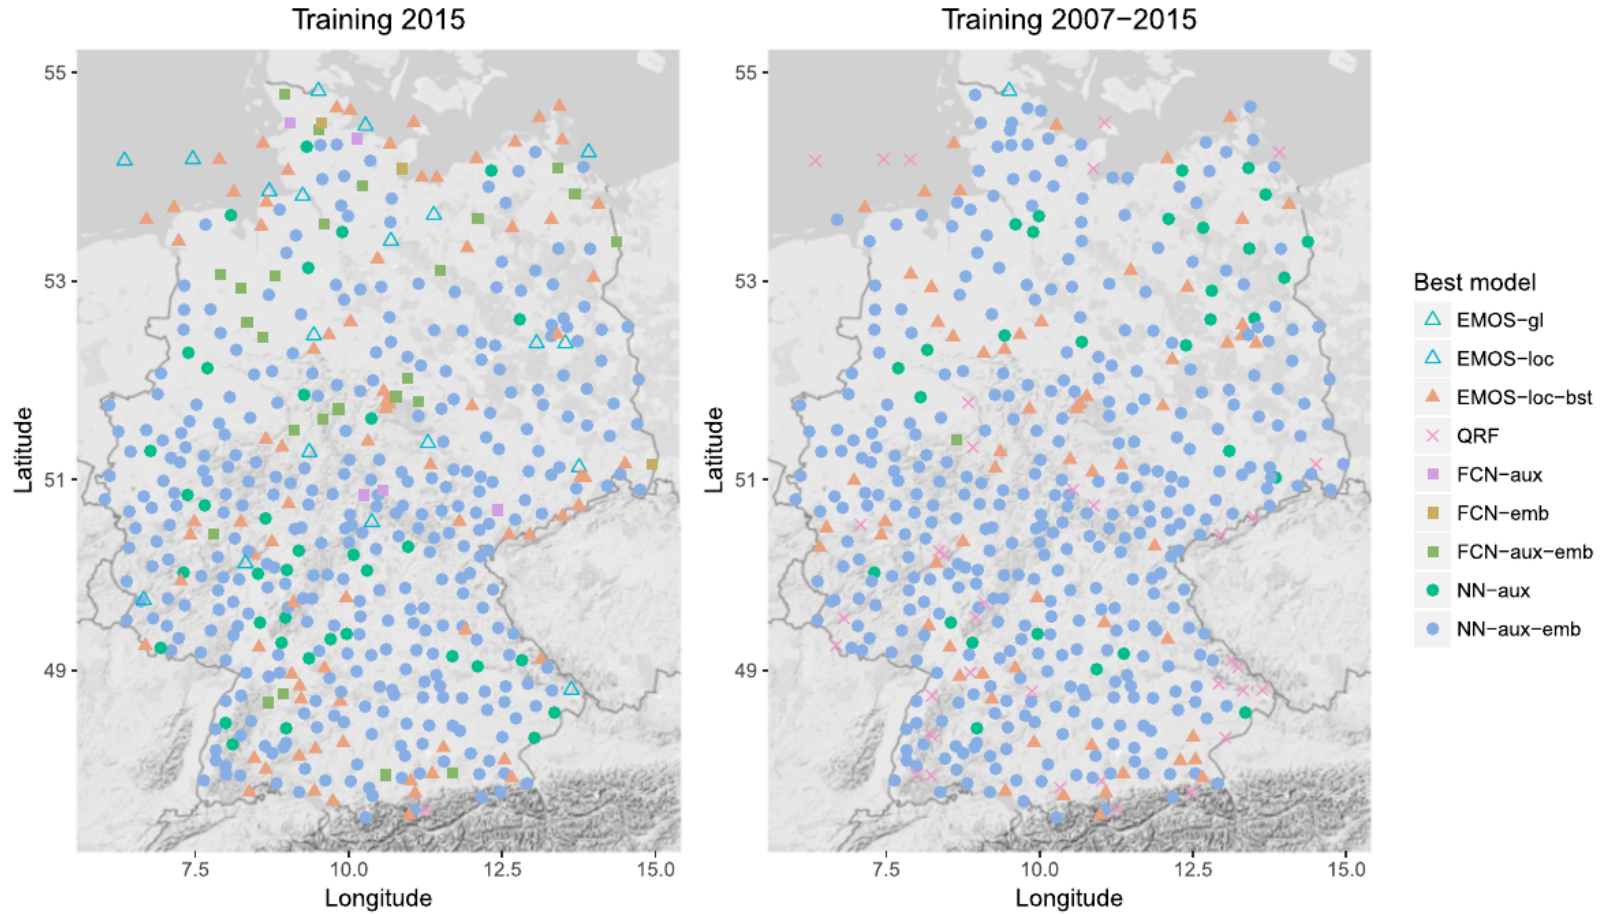 Training 2015
Training 2007−2015
55
53
51
49
Latitude
7.5
10.0
12.5
15.0
Longitude
55
53
51
49
Latitude
7.5
10.0
12.5
15.0
Longitude
Best model
EMOS−gl
EMOS−loc
EMOS−loc−bst
QRF
FCN−aux
FCN−emb
FCN−aux−emb
NN−aux
NN−aux−emb